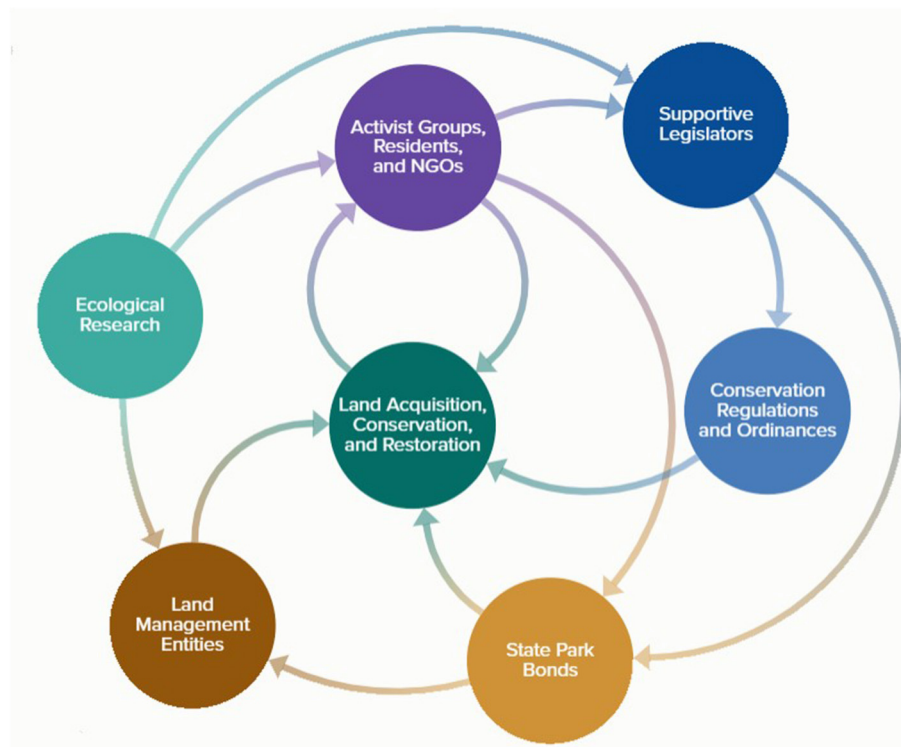 Activist Groups,
Residents,
and NGOs
Supportive
Legislators
Ecological
Research
Land Acquisition,
Conservation,
and Restoration
Conservation
Regulations
and Ordinances
Land
Management
Entities
State Park
Bonds